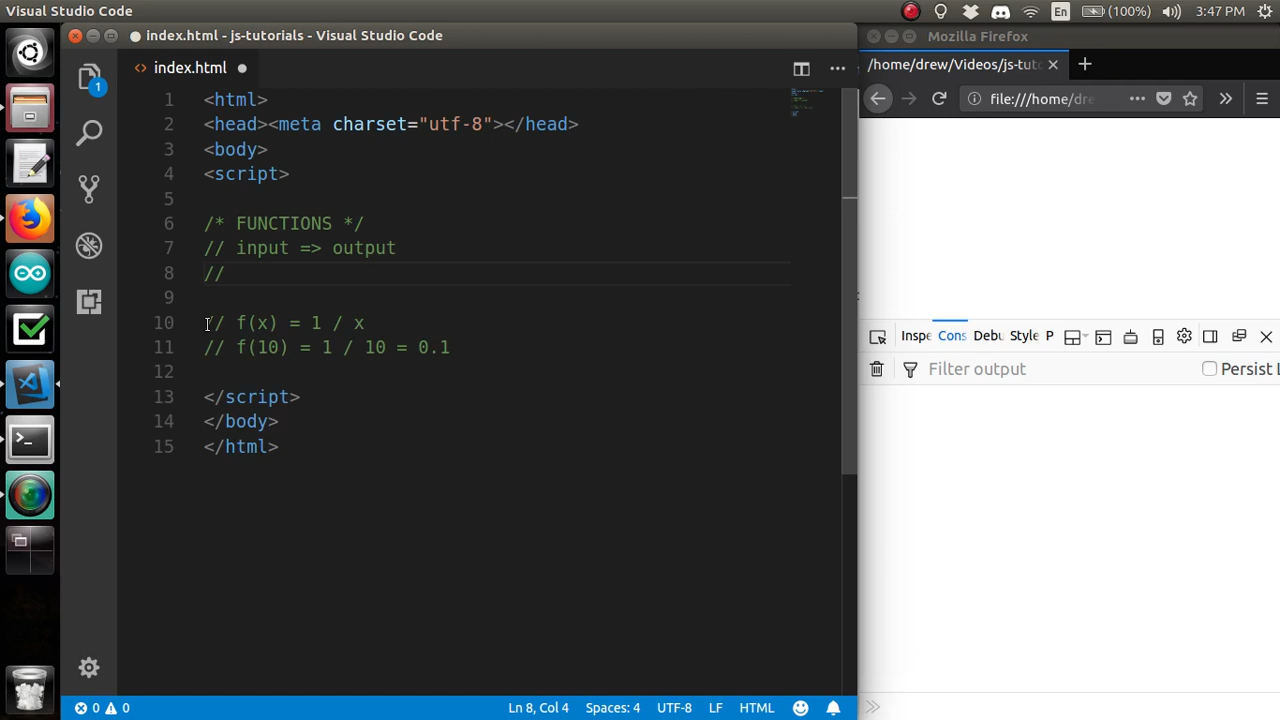 Visual Studio Code
En
(100%)
3:47 PM
index.html - js-tutorials - Visual Studio Code
Mozilla Firefox
index.html
/home/drew/Videos/js-tuto
file:///home/dre
1
1 <html>
2 <head><meta charset="utf-8"></head>
3 <body>
4 <script>
5
6 /* FUNCTIONS */
7 // input => output
8 //
9
10 // f(x) = 1 / x
11 // f(10) = 1 / 10 = 0.1
12
13 </script>
14 </body>
15 </html>
Inspe Cons Debu Style P
Filter output
Persist L
0 0
Ln 8, Col 4
Spaces: 4
UTF-8
LF
HTML